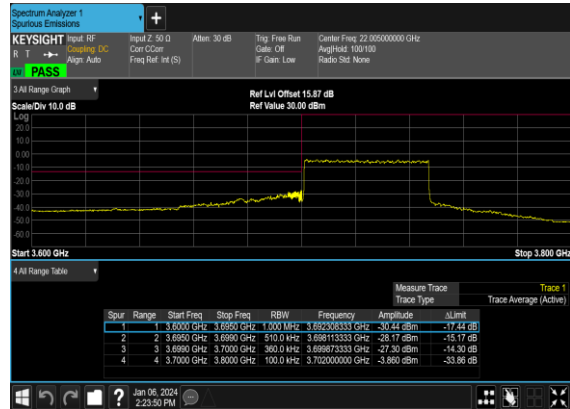 Spectrum Analyzer 1
Spurious Emissions
+
KEYSIGHT Input: RF Input Z: 50 Ω Atten: 30 dB Trig: Free Run Center Freq: 22.005000000 GHz
R T Coupling: DC Corr CCorr Gate: Off Avg|Hold: 100/100
Align: Auto Freq Ref: Int (S) IF Gain: Low Radio Std: None
LW PASS
3 All Range Graph Ref Lvl Offset 15.87 dB
Scale/Div 10.0 dB Ref Value 30.00 dBm
Log
20.0
10.0
0.00
-10.0
-20.0
-30.0
-40.0
-50.0
-60.0
Start 3.600 GHz Stop 3.800 GHz
4 All Range Table
Measure Trace Trace 1
Trace Type Trace Average (Active)
Spur Range Start Freq Stop Freq RBW Frequency Amplitude ΔLimit
1 1 3.6000 GHz 3.6950 GHz 1.000 MHz 3.692308333 GHz -30.44 dBm -17.44 dB
2 2 3.6950 GHz 3.6990 GHz 510.0 kHz 3.698113333 GHz -28.17 dBm -15.17 dB
3 3 3.6990 GHz 3.7000 GHz 360.0 kHz 3.699873333 GHz -27.30 dBm -14.30 dB
4 4 3.7000 GHz 3.8000 GHz 100.0 kHz 3.702000000 GHz -3.860 dBm -33.86 dB
? Jan 06, 2024
2:23:50 PM